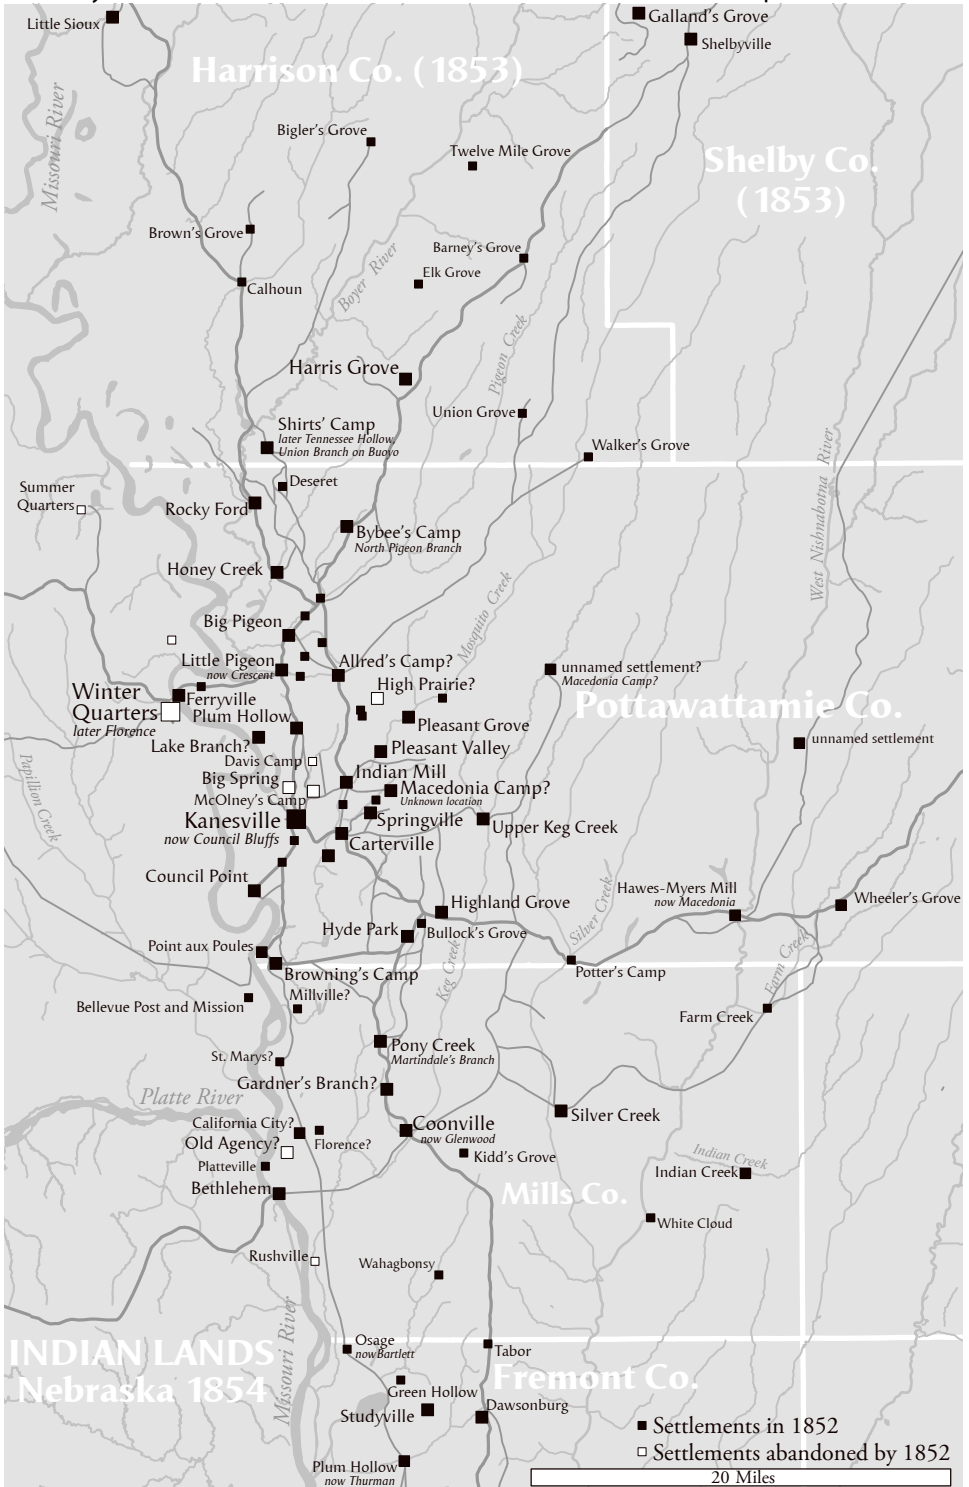 Little Sioux
Galland's Grove
Shelbyville
Harrison Co. (1853)
Missouri River
Bigler's Grove
Twelve Mile Grove
Shelby Co.
(1853)
Brown's Grove
Barney's Grove
Boyer River
Elk Grove
Calhoun
Pigeon Creek
Harris Grove
Union Grove
Shirts' Camp
later Tennessee Hollow,
Union Branch on Buovo
Walker's Grove
West Nishnabotna River
Summer
Quarters
Deseret
Rocky Ford
Bybee's Camp
North Pigeon Branch
Honey Creek
Mosquito Creek
Big Pigeon
Little Pigeon
now Crescent
Allred's Camp?
unnamed settlement?
Macedonia Camp?
High Prairie?
Winter
Quarters
later Florence
Ferryville
Plum Hollow
Pottawattamie Co.
Pleasant Grove
Lake Branch?
Pleasant Valley
unnamed settlement
Papillion Creek
Davis Camp
Big Spring
Indian Mill
McOlney's Camp
Macedonia Camp?
Unknown location
Kanesville
now Council Bluffs
Springville
Upper Keg Creek
Carterville
Council Point
Silver Creek
Hawes-Myers Mill
now Macedonia
Wheeler's Grove
Highland Grove
Hyde Park
Bullock's Grove
Point aux Poules
Keg Creek
Farm Creek
Browning's Camp
Potter's Camp
Millville?
Bellevue Post and Mission
Farm Creek
Pony Creek
Martindale's Branch
St. Marys?
Gardner's Branch?
Platte River
Silver Creek
California City?
Coonville
now Glenwood
Old Agency?
Florence?
Kidd's Grove
Indian Creek
Platteville
Indian Creek
Bethlehem
Mills Co.
White Cloud
Rushville
Wahagbonsy
Missouri River
INDIAN LANDS
Nebraska 1854
Osage
nowBartlett
Tabor
Fremont Co.
Green Hollow
Studyville
Dawsonburg
Settlements in 1852
Settlements abandoned by 1852
Plum Hollow
now Thurman
20 Miles